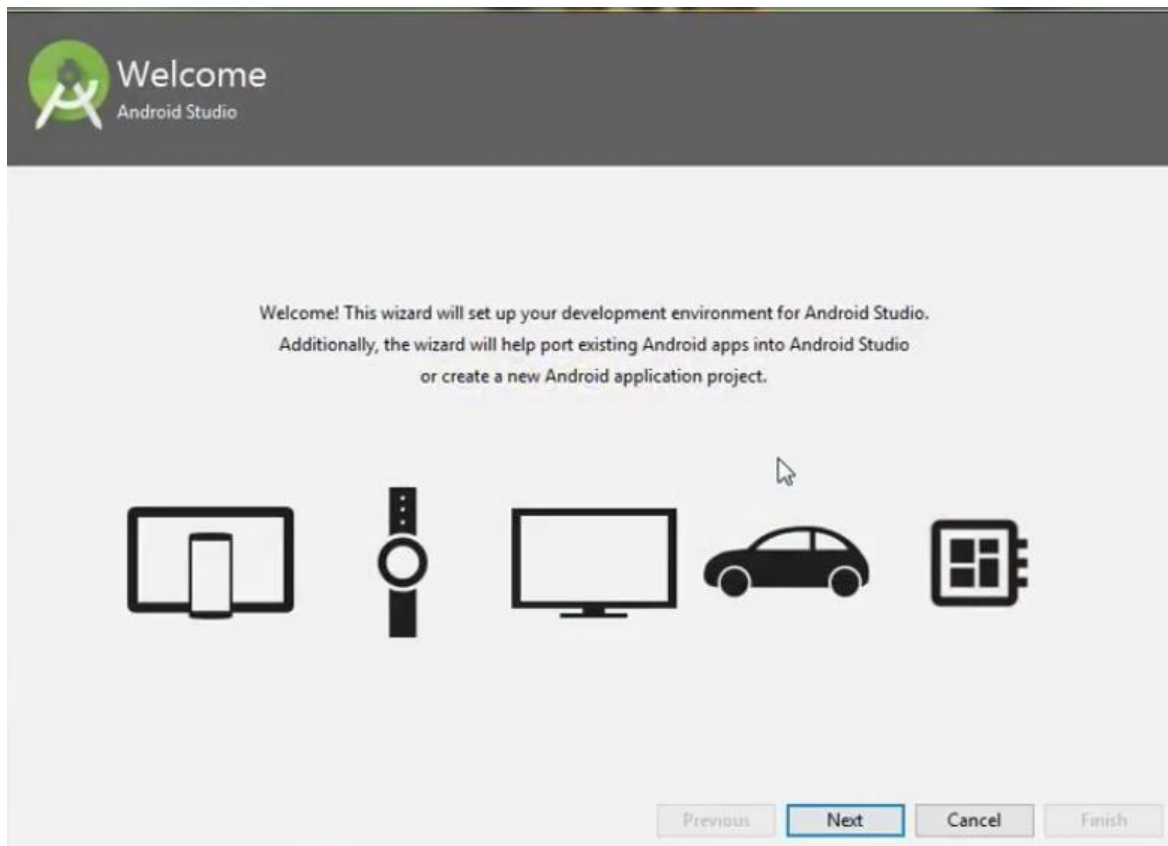 Welcome
Android Studio
Welcome! This wizard will set up your development environment for Android Studio.
Additionally, the wizard will help port existing Android apps into Android Studio
or create a new Android application project.
Previous
Next
Cancel
Finish